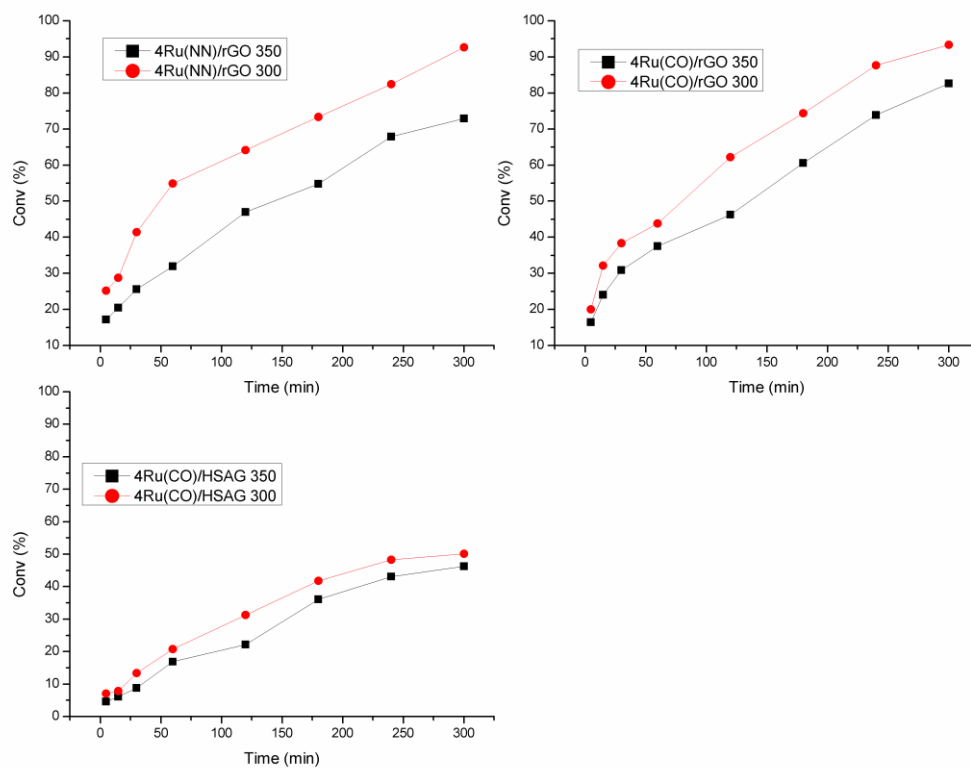 100
90
80
70
60
50
40
30
20
10
Conv (%)
4Ru(NN)/rGO 350
4Ru(NN)/rGO 300
0 50 100 150 200 250 300
Time (min)
100
90
80
70
60
50
40
30
20
10
Conv (%)
4Ru(CO)/rGO 350
4Ru(CO)/rGO 300
0 50 100 150 200 250 300
Time (min)
100
90
80
70
60
50
40
30
20
10
0
Conv (%)
4Ru(CO)/HSAG 350
4Ru(CO)/HSAG 300
0 50 100 150 200 250 300
Time (min)